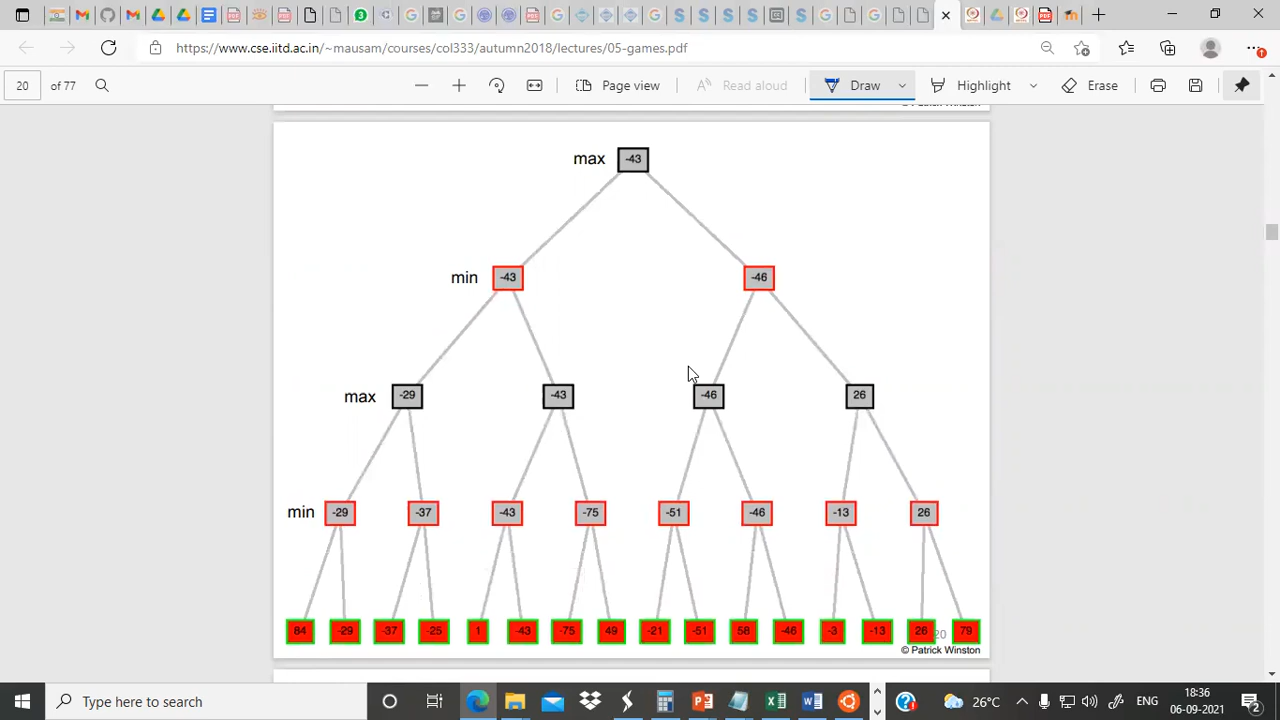 https://www.cse.iitd.ac.in/~mausam/courses/col333/autumn2018/lectures/05-games.pdf
20 of 77
Page view
Read aloud
Draw
Highlight
Erase
max -43
min -43 -46
max -29 -43 -46 26
min -29 -37 -43 -75 -51 -46 -13 26
84 -29 -37 -25 1 -43 -75 49 -21 -51 58 -46 -3 -13 26 20 79
© Patrick Winston
Type here to search
26°C
ENG
18:36
06-09-2021
2